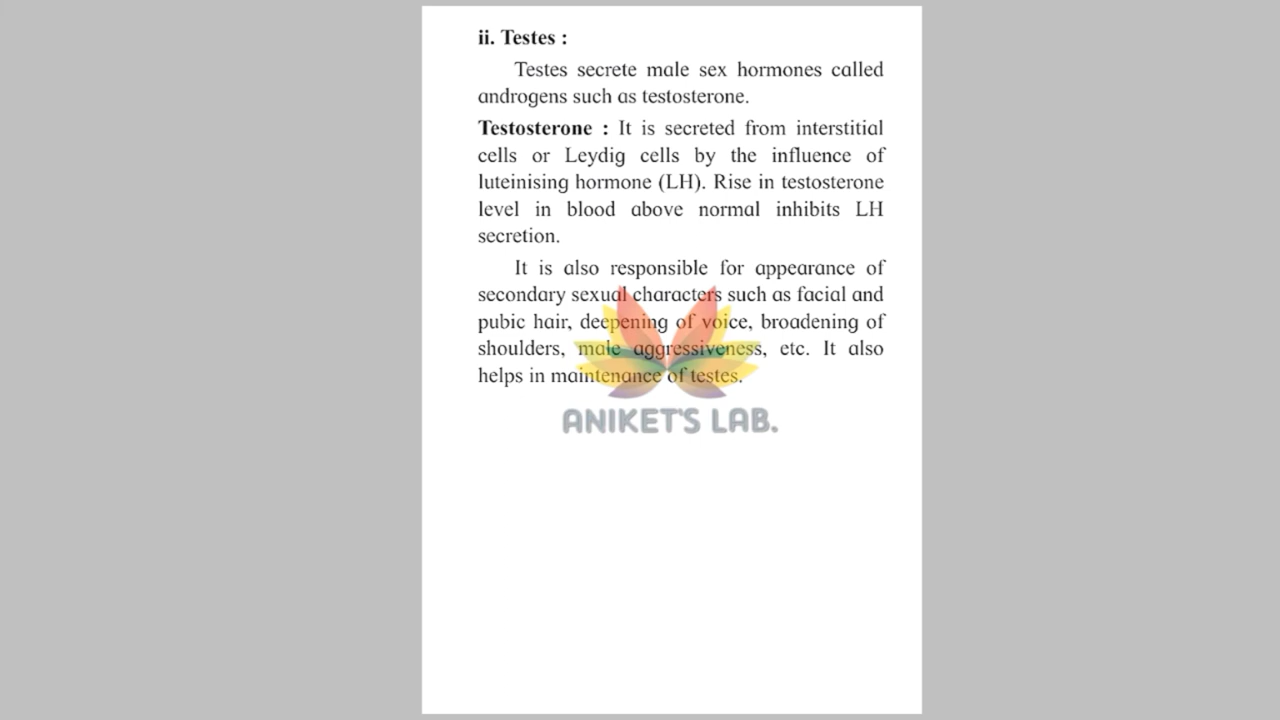 ii. Testes :
Testes secrete male sex hormones called
androgens such as testosterone.
Testosterone : It is secreted from interstitial
cells or Leydig cells by the influence of
luteinising hormone (LH). Rise in testosterone
level in blood above normal inhibits LH
secretion.
It is also responsible for appearance of
secondary sexual characters such as facial and
pubic hair, deepening of voice, broadening of
shoulders, male aggressiveness, etc. It also
helps in maintenance of testes.
ANIKET'S LAB.